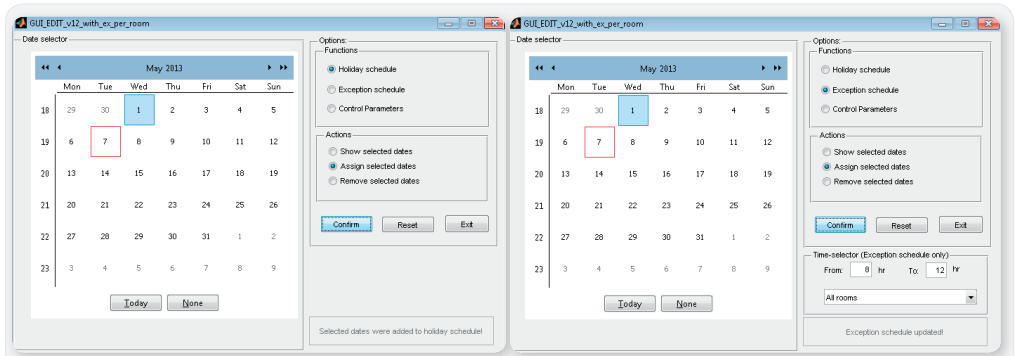 GUI_EDIT_v12_with_ex_per_room
Date selector
May 2013
Mon Tue Wed Thu Fri Sat Sun
18 29 30 1 2 3 4 5
19 6 7 8 9 10 11 12
20 13 14 15 16 17 18 19
21 20 21 22 23 24 25 26
22 27 28 29 30 31 1 2
23 3 4 5 6 7 8 9
Today None
Options:
Functions
Holiday schedule
Exception schedule
Control Parameters
Actions
Show selected dates
Assign selected dates
Remove selected dates
Confirm Reset Exit
Selected dates were added to holiday schedule!
GUI_EDIT_v12_with_ex_per_room
Date selector
May 2013
Mon Tue Wed Thu Fri Sat Sun
18 29 30 1 2 3 4 5
19 6 7 8 9 10 11 12
20 13 14 15 16 17 18 19
21 20 21 22 23 24 25 26
22 27 28 29 30 31 1 2
23 3 4 5 6 7 8 9
Today None
Options:
Functions
Holiday schedule
Exception schedule
Control Parameters
Actions
Show selected dates
Assign selected dates
Remove selected dates
Confirm Reset Exit
Time-selector (Exception schedule only)
From: 8 hr To: 12 hr
All rooms
Exception schedule updated!